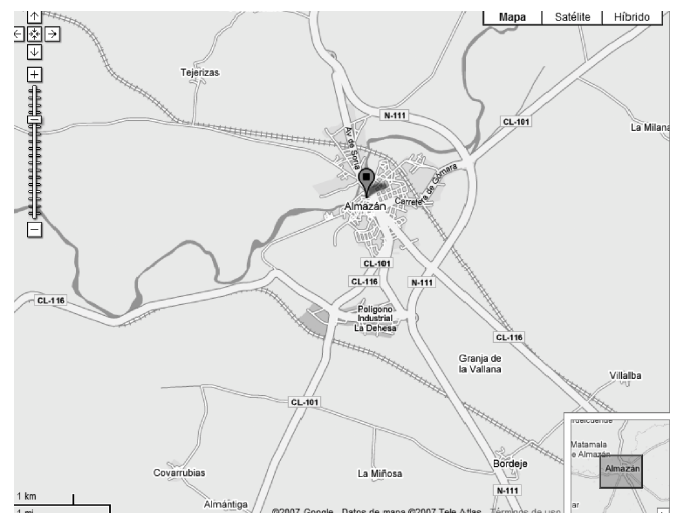 Mapa Satélite Híbrido
Tejerizas
N-111
CL-101
La Milana
Av de Soria
Carretera de Gómara
Almazán
CL-101
CL-116
N-111
CL-116
Polígono
Industrial
La Dehesa
CL-116
Granja de
la Vallana
Villalba
CL-101
Matamala
e Almazán
Almazán
ar
Covarrubias
La Miñosa
Bordeje
N-111
Almántiga
1 km
1 mi
©2007 Google - Datos de mapa ©2007 Tele Atlas - Términos de uso